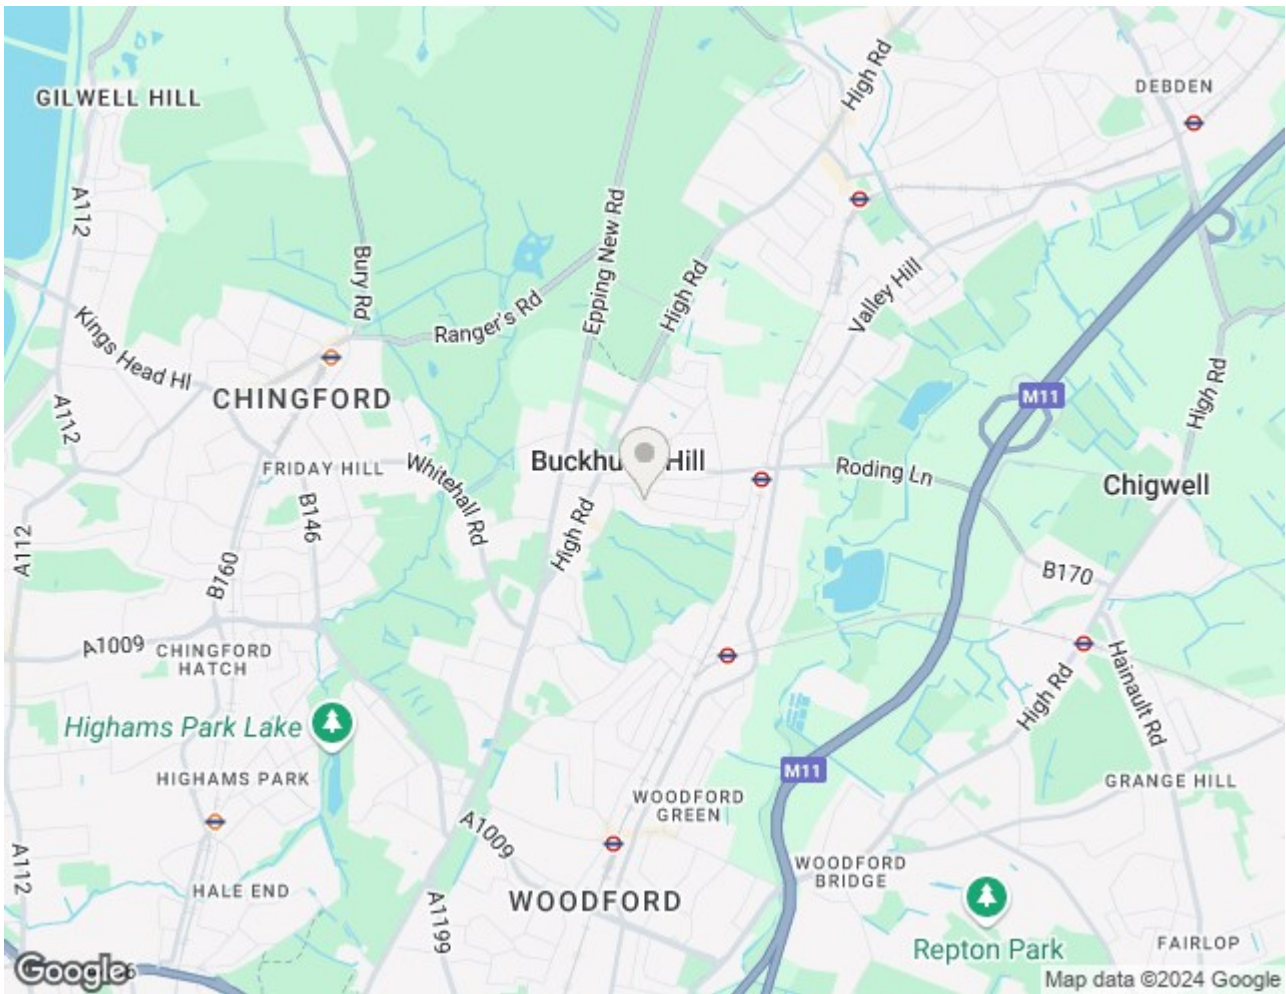 GILWELL HILL
DEBDEN
High Rd
A112
Bury Rd
Epping New Rd
High Rd
Valley Hill
Ranger's Rd
Kings Head Hl
CHINGFORD
M11
High Rd
A112
FRIDAY HILL
Whitehall Rd
Buckhu Hill
Roding Ln
Chigwell
B146
High Rd
A112
B160
B170
A1009
CHINGFORD
HATCH
Hainault Rd
High Rd
Highams Park Lake
HIGHAMS PARK
M11
GRANGE HILL
WOODFORD
GREEN
A1009
A112
HALE END
WOODFORD
BRIDGE
WOODFORD
A1199
Repton Park
FAIRLOP
Google
Map data ©2024 Google